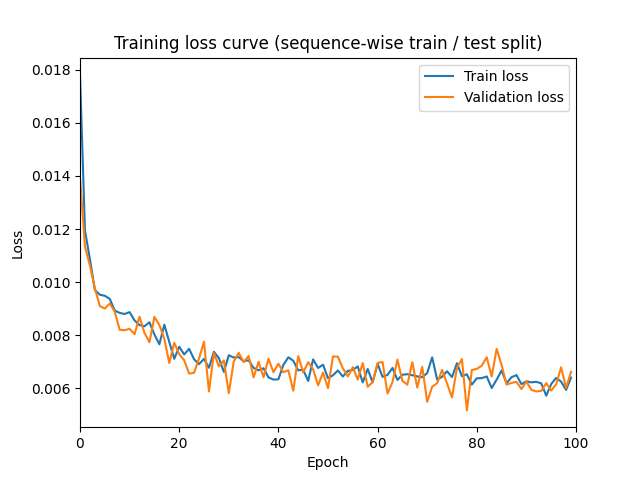 Training loss curve (sequence-wise train / test split)
Train loss
Validation loss
Loss
0.018
0.016
0.014
0.012
0.010
0.008
0.006
0
20
40
60
80
100
Epoch